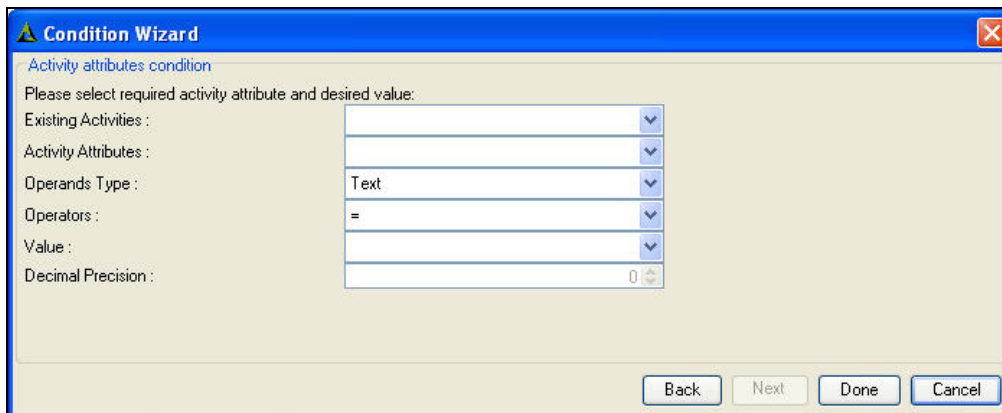 Condition Wizard
Activity attributes condition
Please select required activity attribute and desired value:
Existing Activities :
Activity Attributes :
Operands Type : Text
Operators : =
Value :
Decimal Precision : 0
Back Next Done Cancel